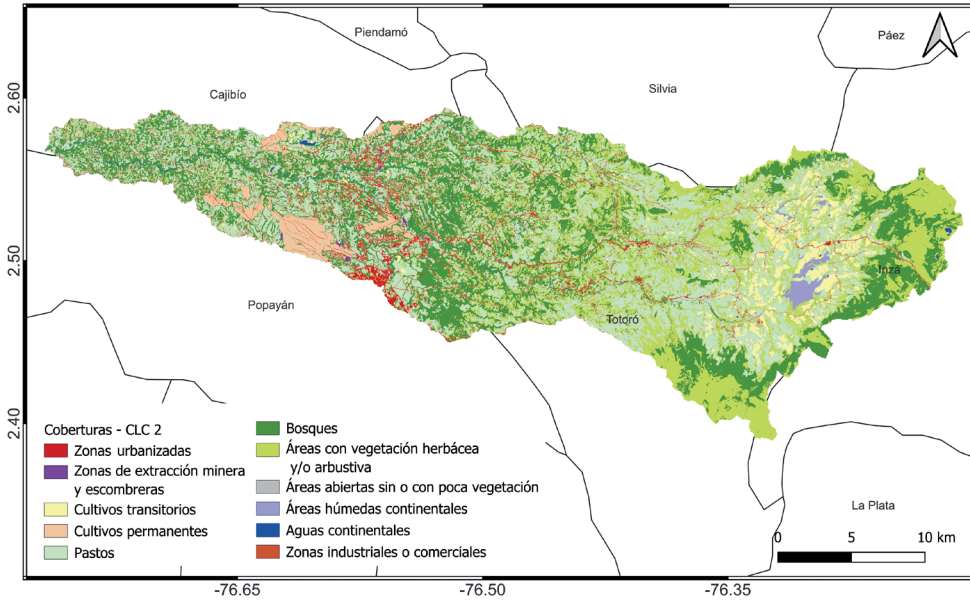 Piendamó
Páez
Cajibío
Silvia
2.60
2.50
2.40
Inzá
Popayán
Totoró
La Plata
Coberturas - CLC 2
Zonas urbanizadas
Zonas de extracción minera
y escombreras
Cultivos transitorios
Cultivos permanentes
Pastos
Bosques
Áreas con vegetación herbácea
y/o arbustiva
Áreas abiertas sin o con poca vegetación
Áreas húmedas continentales
Aguas continentales
Zonas industriales o comerciales
0 5 10 km
-76.65 -76.50 -76.35